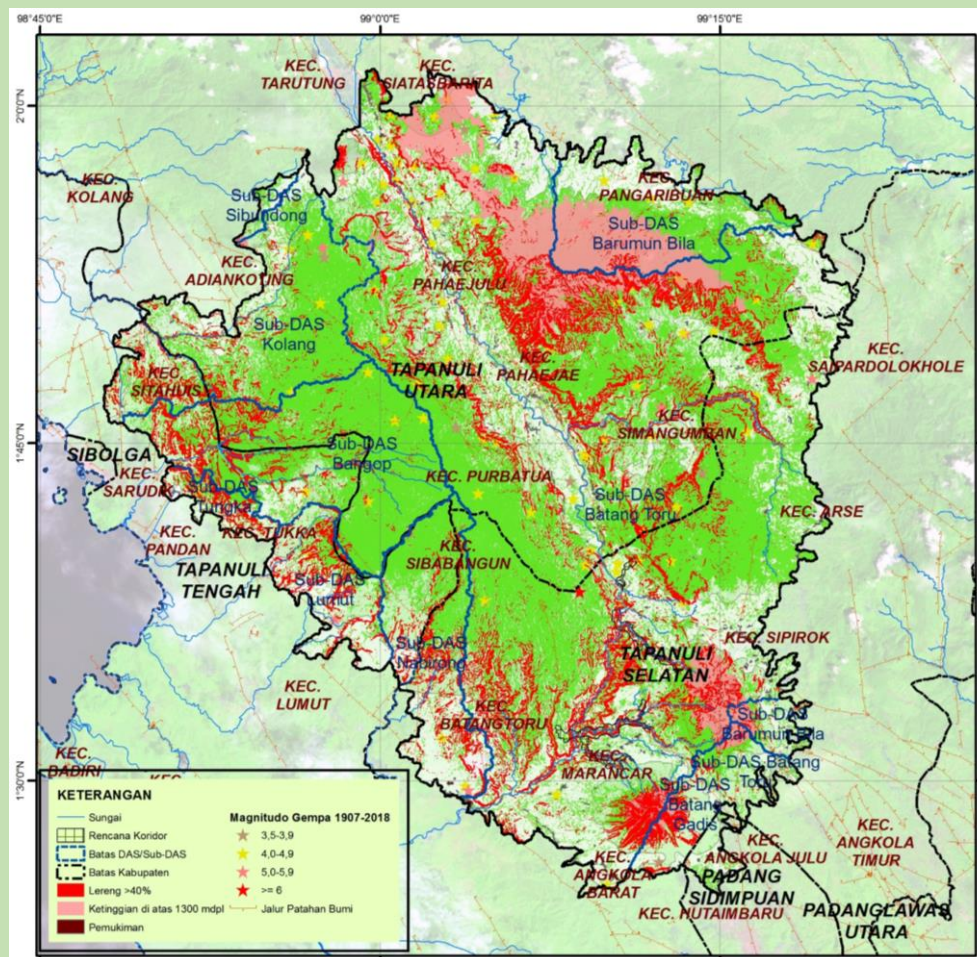 98°45'0"E
99°0'0"E
99°15'0"E
2°0'0"N
1°45'0"N
1°30'0"N
KEC.
TARUTUNG
KEC.
SIATASBARITA
KEC.
KOLANG
Sub-DAS
Sibundong
KEC.
PANGARIBUAN
Sub-DAS
Barumun Bila
KEC.
ADIANKOTUNG
KEC.
PAHAEJULU
Sub-DAS
Kolang
KEC.
PAHAEJAE
KEC.
SAIPARDOLOKHOLE
KEC.
SITAHUIS
TAPANULI
UTARA
KEC.
SIMANGUMBAN
SIBOLGA
KEC.
SARUDIK
Sub-DAS
Bangop
KEC. PURBATUA
Sub-DAS
Tungka
Sub-DAS
Batang Toru
KEC. ARSE
KEC.
PANDAN
KEC. TUKKA
KEC.
SIBABANGUN
TAPANULI
TENGAH
Sub-DAS
Lumut
KEC. SIPIROK
Sub-DAS
Nabirong
TAPANULI
SELATAN
KEC.
LUMUT
KEC.
BATANGTORU
Sub-DAS
Barumun Bila
KEC.
MARANCAR
Sub-DAS Batang
Toru
KEC.
BADIRI
KEC.
Sub-DAS
Batang
Gadis
KEC.
ANGKOLA
BARAT
KEC.
ANGKOLA JULU
KEC.
ANGKOLA
TIMUR
PADANG
SIDIMPUAN
KEC. HUTAIMBARU
PADANGLAWAS
UTARA
KETERANGAN
Sungai
Rencana Koridor
Batas DAS/Sub-DAS
Batas Kabupaten
Lereng >40%
Ketinggian di atas 1300 mdpl
Pemukiman
Magnitudo Gempa 1907-2018
3,5-3,9
4,0-4,9
5,0-5,9
>= 6
Jalur Patahan Bumi